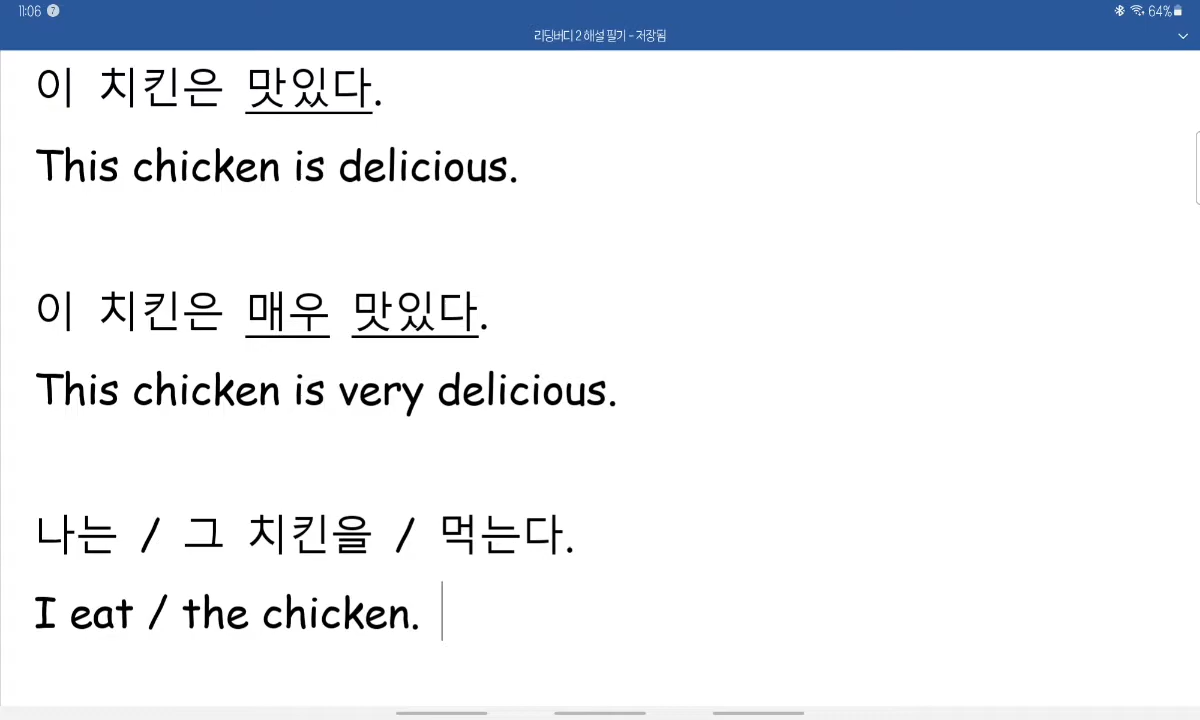 11:06 7 64%
리딩버디 2 해설 필기 - 저장됨
이 치킨은 맛있다.
This chicken is delicious.
이 치킨은 매우 맛있다.
This chicken is very delicious.
나는 / 그 치킨을 / 먹는다.
I eat / the chicken.